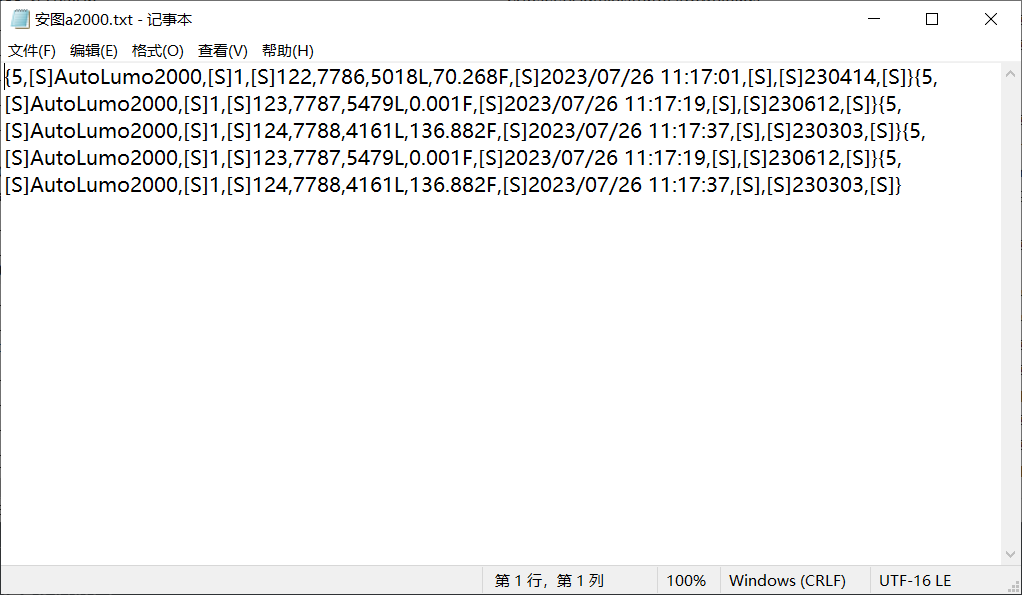 安图a2000.txt - 记事本
文件(F) 编辑(E) 格式(O) 查看(V) 帮助(H)
{5,[S]AutoLumo2000,[S]1,[S]122,7786,5018L,70.268F,[S]2023/07/26 11:17:01,[S],[S]230414,[S]}{5,
[S]AutoLumo2000,[S]1,[S]123,7787,5479L,0.001F,[S]2023/07/26 11:17:19,[S],[S]230612,[S]}{5,
[S]AutoLumo2000,[S]1,[S]124,7788,4161L,136.882F,[S]2023/07/26 11:17:37,[S],[S]230303,[S]}{5,
[S]AutoLumo2000,[S]1,[S]123,7787,5479L,0.001F,[S]2023/07/26 11:17:19,[S],[S]230612,[S]}{5,
[S]AutoLumo2000,[S]1,[S]124,7788,4161L,136.882F,[S]2023/07/26 11:17:37,[S],[S]230303,[S]}
第 1 行，第 1 列 100% Windows (CRLF) UTF-16 LE